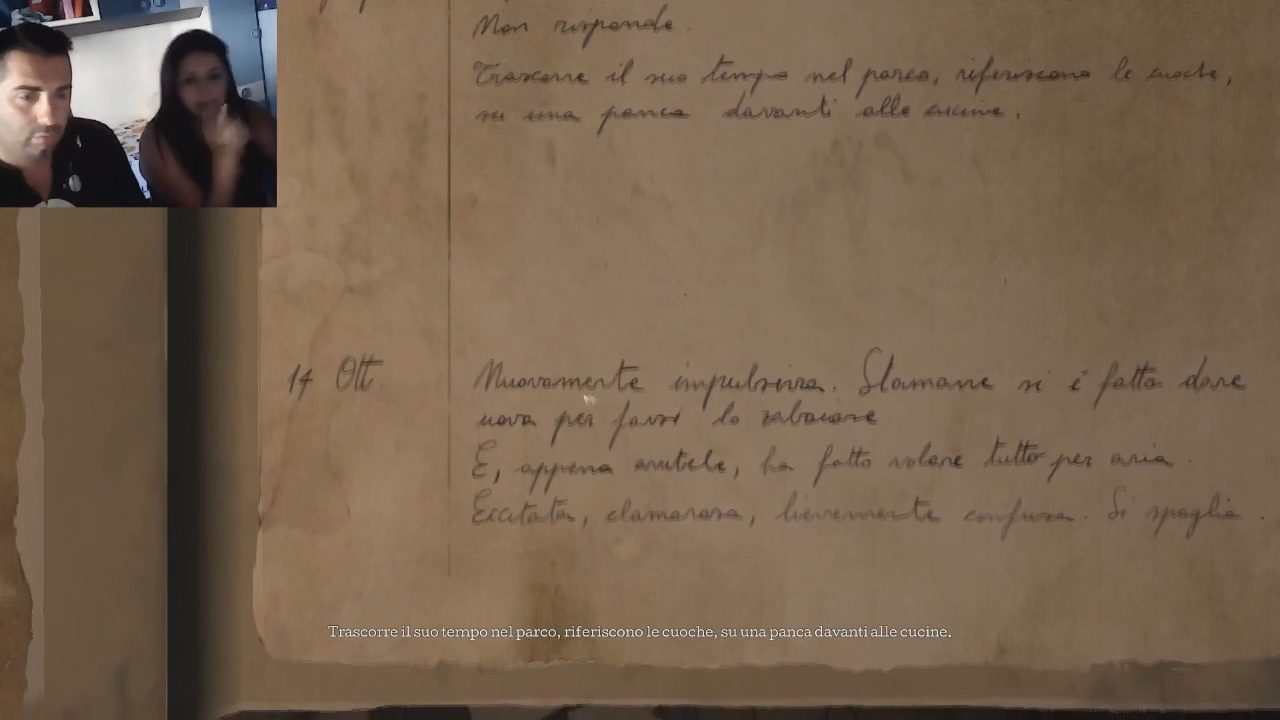 Non risponde.
Trascorre il suo tempo nel parco, riferiscono le cuoche,
su una panca davanti alle cucine.
14 Ott.
Nuovamente impulsiva. Stamane si è fatta dare
uova per farsi lo zabaione
E, appena avutele, ha fatto volare tutto per aria.
Eccitata, clamorosa, lievemente confusa. Si spoglia.
Trascorre il suo tempo nel parco, riferiscono le cuoche, su una panca davanti alle cucine.